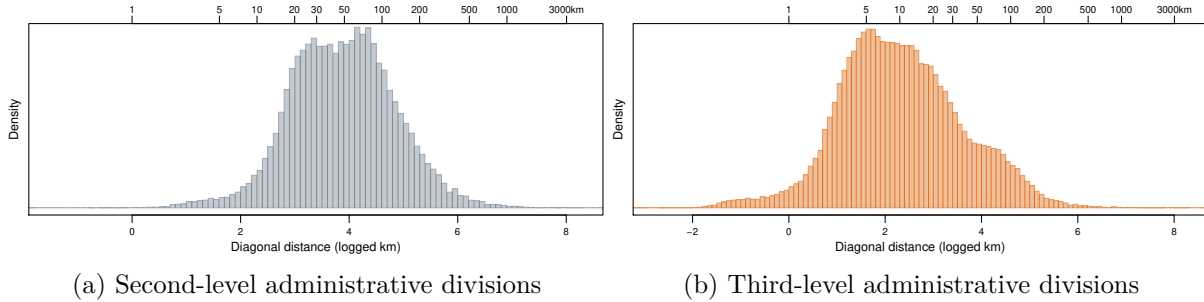 1 5 10 20 30 50 100 200 500 1000 3000km
Density
0 2 4 6 8
Diagonal distance (logged km)
(a) Second-level administrative divisions
1 5 10 20 30 50 100 200 500 1000 3000km
Density
−2 0 2 4 6 8
Diagonal distance (logged km)
(b) Third-level administrative divisions